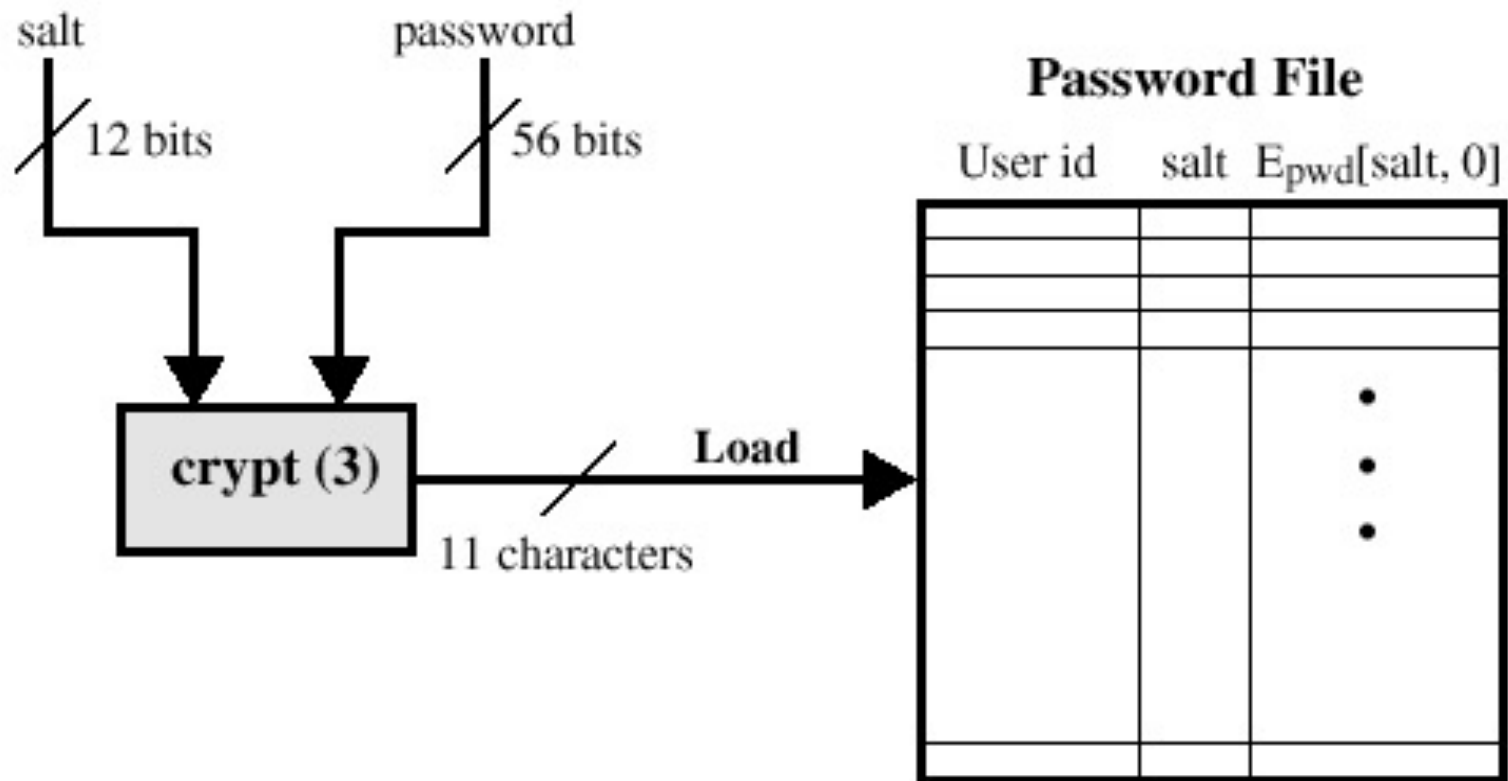 salt
password
12 bits
56 bits
crypt (3)
Load
11 characters
Password File
User id salt Epwd[salt, 0]